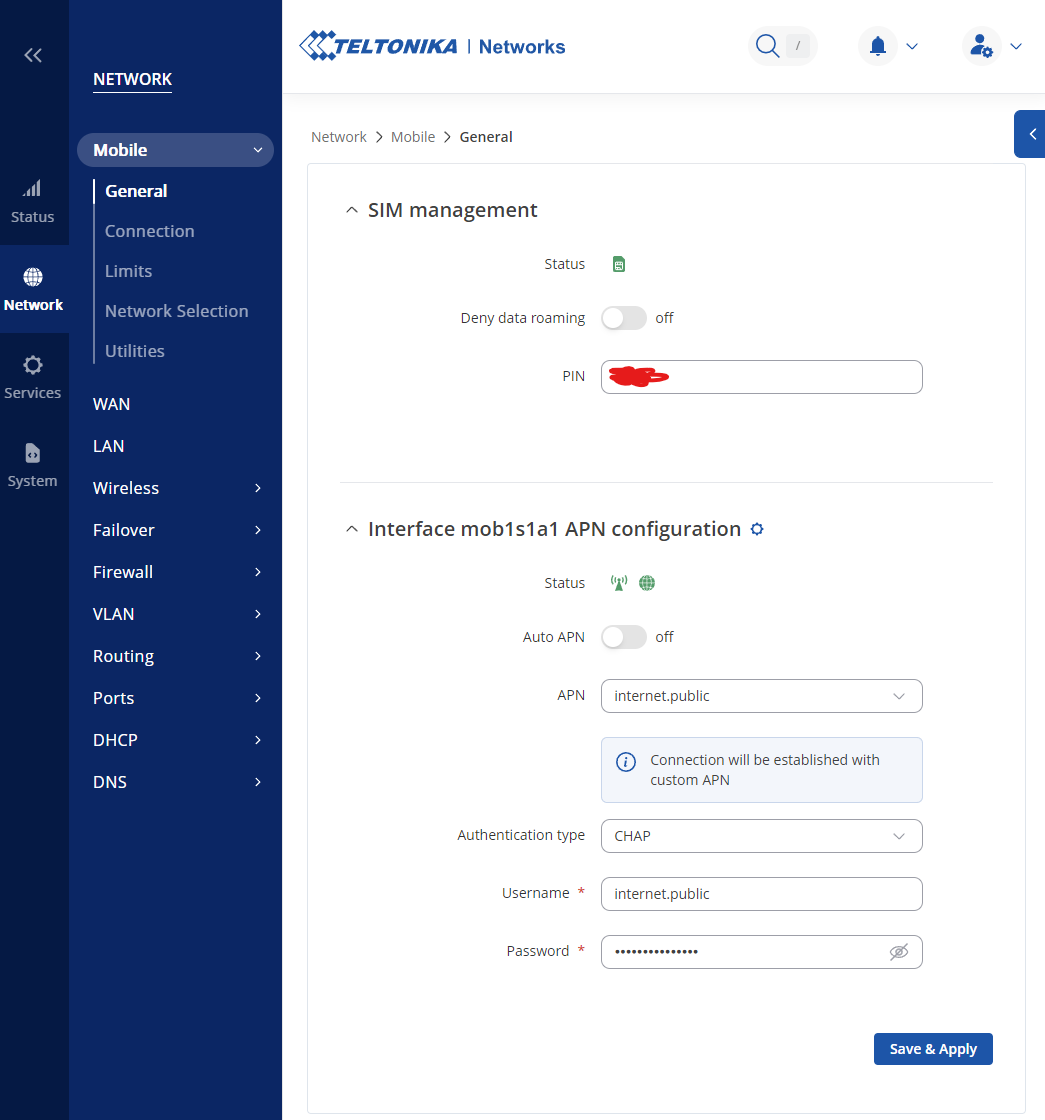 TELTONIKA | Networks
/
NETWORK
Mobile
General
Connection
Limits
Network Selection
Utilities
WAN
LAN
Wireless
Failover
Firewall
VLAN
Routing
Ports
DHCP
DNS
Status
Network
Services
System
Network > Mobile > General
SIM management
Status
Deny data roaming off
PIN
Interface mob1s1a1 APN configuration
Status
Auto APN off
APN internet.public
Connection will be established with
custom APN
Authentication type CHAP
Username * internet.public
Password * •••••••••••••••
Save & Apply